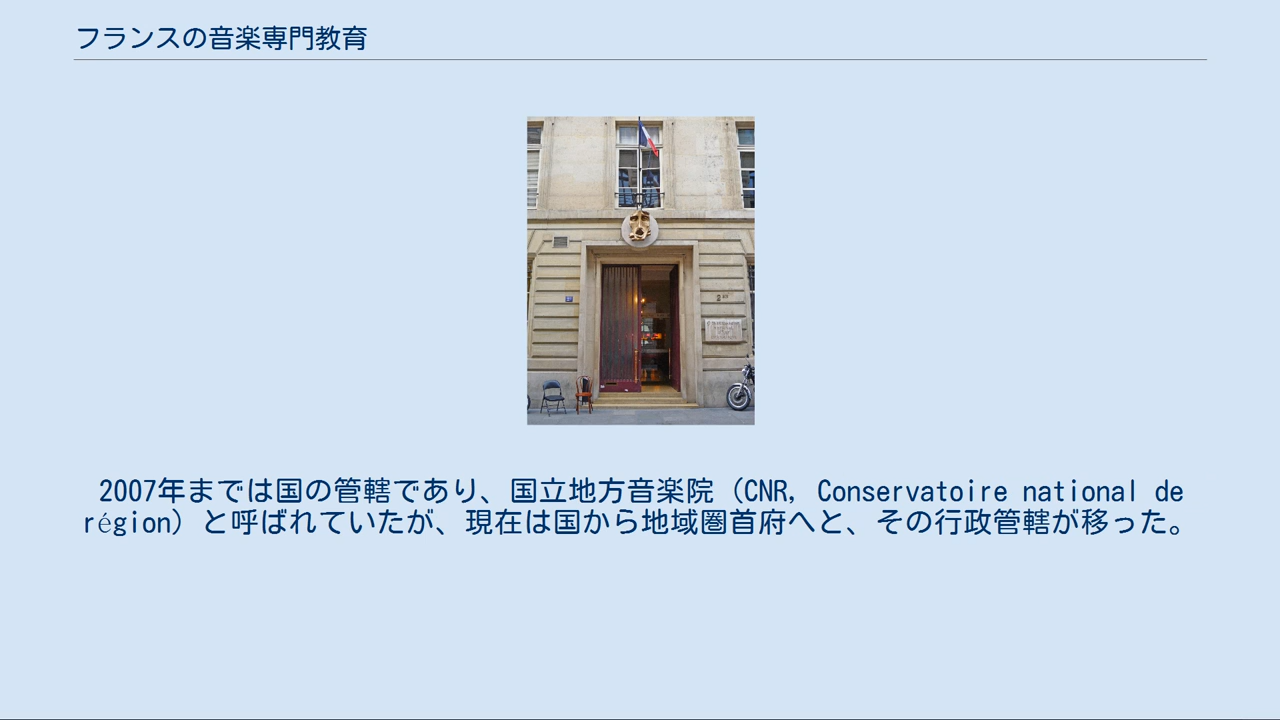 フランスの音楽専門教育
2007年までは国の管轄であり、国立地方音楽院（CNR, Conservatoire national de
région）と呼ばれていたが、現在は国から地域圏首府へと、その行政管轄が移った。